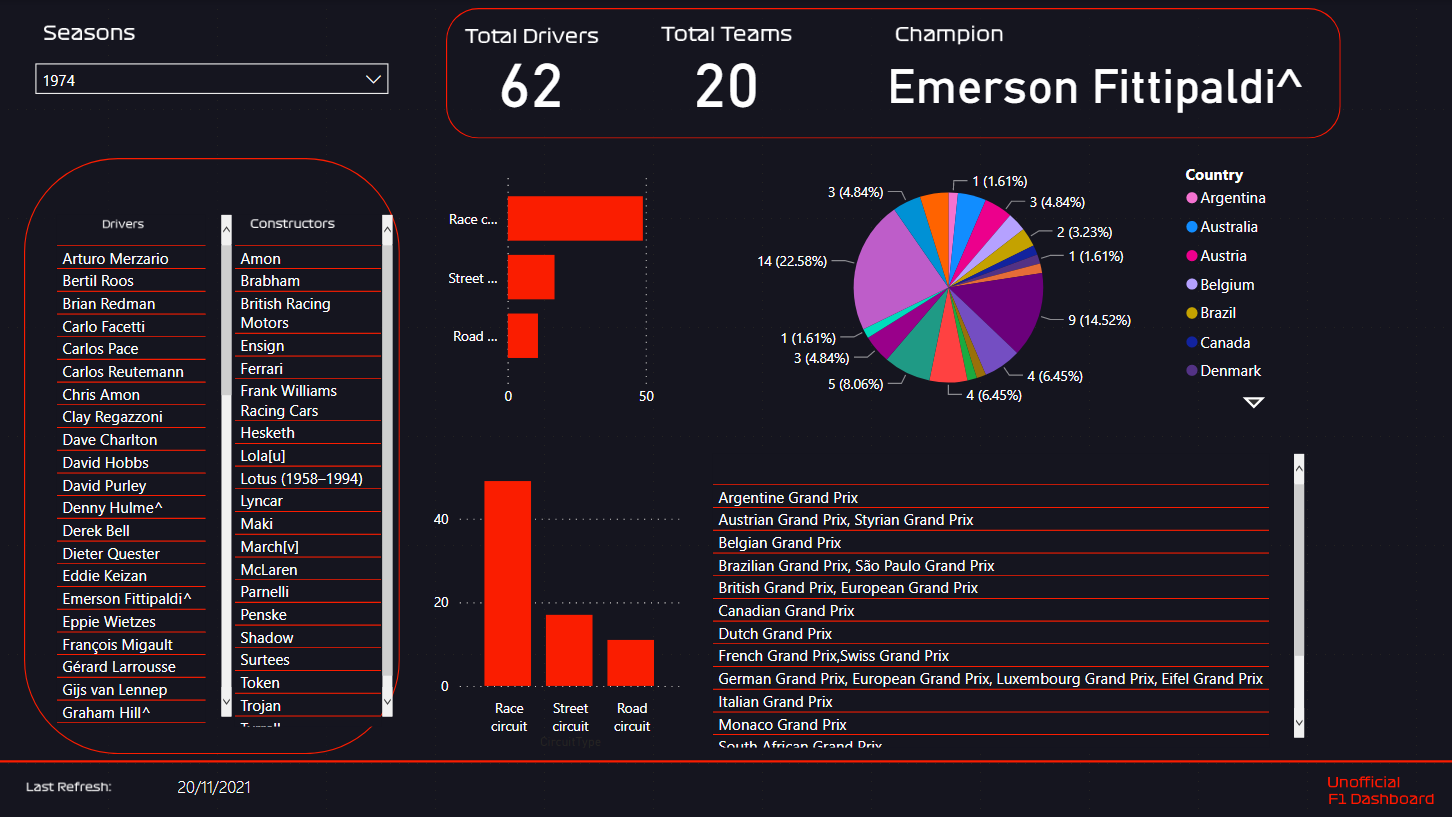 Seasons
1974
Total Drivers
62
Total Teams
20
Champion
Emerson Fittipaldi^
Drivers
Arturo Merzario
Bertil Roos
Brian Redman
Carlo Facetti
Carlos Pace
Carlos Reutemann
Chris Amon
Clay Regazzoni
Dave Charlton
David Hobbs
David Purley
Denny Hulme^
Derek Bell
Dieter Quester
Eddie Keizan
Emerson Fittipaldi^
Eppie Wietzes
François Migault
Gérard Larrousse
Gijs van Lennep
Graham Hill^
Constructors
Amon
Brabham
British Racing
Motors
Ensign
Ferrari
Frank Williams
Racing Cars
Hesketh
Lola[u]
Lotus (1958–1994)
Lyncar
Maki
March[v]
McLaren
Parnelli
Penske
Shadow
Surtees
Token
Trojan
Tyrrell
Race c...
Street ...
Road ...
0
50
1 (1.61%)
3 (4.84%)
2 (3.23%)
1 (1.61%)
9 (14.52%)
4 (6.45%)
4 (6.45%)
5 (8.06%)
3 (4.84%)
1 (1.61%)
14 (22.58%)
3 (4.84%)
Country
Argentina
Australia
Austria
Belgium
Brazil
Canada
Denmark
40
20
0
Race
circuit
Street
circuit
Road
circuit
CircuitType
Argentine Grand Prix
Austrian Grand Prix, Styrian Grand Prix
Belgian Grand Prix
Brazilian Grand Prix, São Paulo Grand Prix
British Grand Prix, European Grand Prix
Canadian Grand Prix
Dutch Grand Prix
French Grand Prix,Swiss Grand Prix
German Grand Prix, European Grand Prix, Luxembourg Grand Prix, Eifel Grand Prix
Italian Grand Prix
Monaco Grand Prix
South African Grand Prix
Last Refresh:
20/11/2021
Unofficial
F1 Dashboard